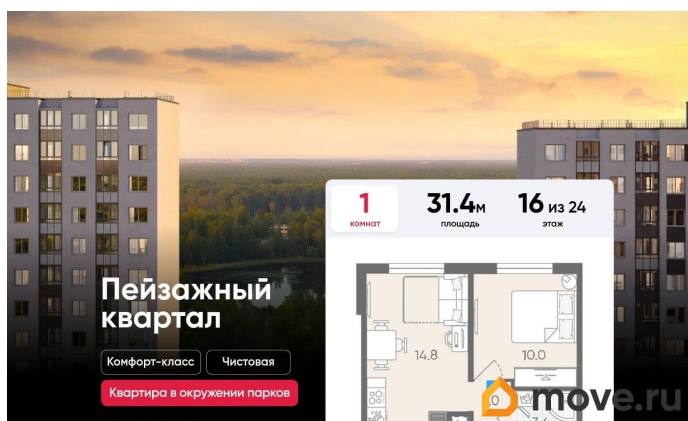 1
комнат
31.4м
площадь
16 из 24
этаж
Пейзажный
квартал
14.8
10.0
Комфорт-класс
Чистовая
Квартира в окружении парков
move.ru